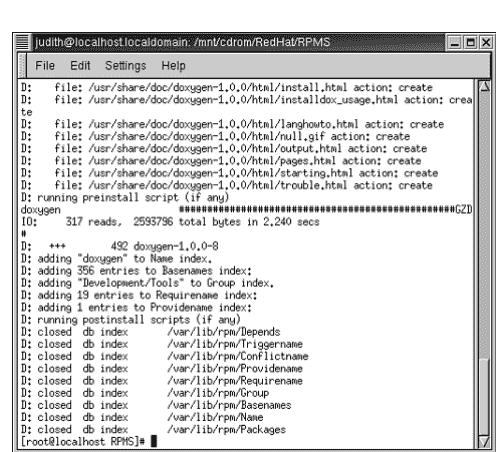 judith@localhost.localdomain: /mnt/cdrom/RedHat/RPMS
File Edit Settings Help
D:    file: /usr/share/doc/doxygen-1.0.0/html/install.html action: create
D:    file: /usr/share/doc/doxygen-1.0.0/html/installdox_usage.html action: crea
te
D:    file: /usr/share/doc/doxygen-1.0.0/html/langhowto.html action: create
D:    file: /usr/share/doc/doxygen-1.0.0/html/null.gif action: create
D:    file: /usr/share/doc/doxygen-1.0.0/html/output.html action: create
D:    file: /usr/share/doc/doxygen-1.0.0/html/pages.html action: create
D:    file: /usr/share/doc/doxygen-1.0.0/html/starting.html action: create
D:    file: /usr/share/doc/doxygen-1.0.0/html/trouble.html action: create
D: running preinstall script (if any)
doxygen                     ##################################################GZD
IO:     317 reads,  2593796 total bytes in 2.240 secs
#
D:  +++        492 doxygen-1.0.0-8
D: adding "doxygen" to Name index.
D: adding 356 entries to Basenames index:
D: adding "Development/Tools" to Group index.
D: adding 19 entries to Requirename index:
D: adding 1 entries to Providename index:
D: running postinstall scripts (if any)
D: closed  db index       /var/lib/rpm/Depends
D: closed  db index       /var/lib/rpm/Triggername
D: closed  db index       /var/lib/rpm/Conflictname
D: closed  db index       /var/lib/rpm/Providename
D: closed  db index       /var/lib/rpm/Requirename
D: closed  db index       /var/lib/rpm/Group
D: closed  db index       /var/lib/rpm/Basenames
D: closed  db index       /var/lib/rpm/Name
D: closed  db index       /var/lib/rpm/Packages
[root@localhost RPMS]#